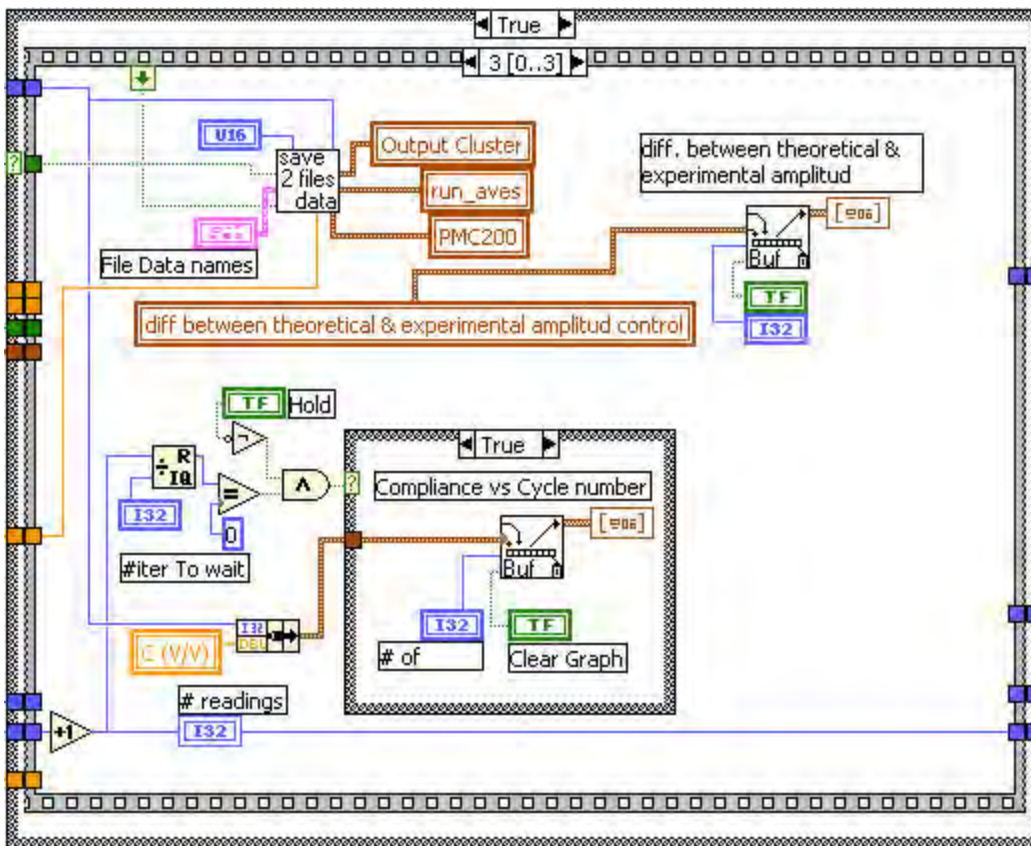 True
3 [0..3]
U16
save
2 files
data
Output Cluster
run_aves
PMC200
File Data names
diff. between theoretical &
experimental amplitud
Buf
TF
I32
diff between theoretical & experimental amplitud control
TF
Hold
True
R
IQ
=
∧
?
I32
0
#iter To wait
Compliance vs Cycle number
Buf
I32
TF
# of
Clear Graph
I32
DBL
C (V/V)
# readings
+1
I32